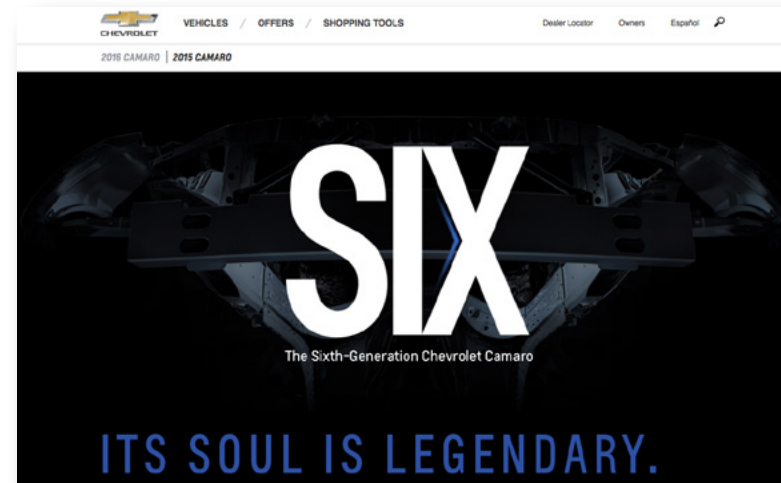 CHEVROLET
VEHICLES / OFFERS / SHOPPING TOOLS
Dealer Locator Owners Español
2016 CAMARO | 2015 CAMARO
SIX
The Sixth-Generation Chevrolet Camaro
ITS SOUL IS LEGENDARY.